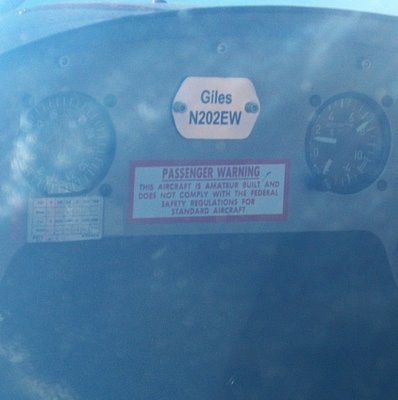 Giles
N202EW
PASSENGER WARNING
THIS AIRCRAFT IS AMATEUR BUILT AND
DOES NOT COMPLY WITH THE FEDERAL
SAFETY REGULATIONS FOR
STANDARD AIRCRAFT